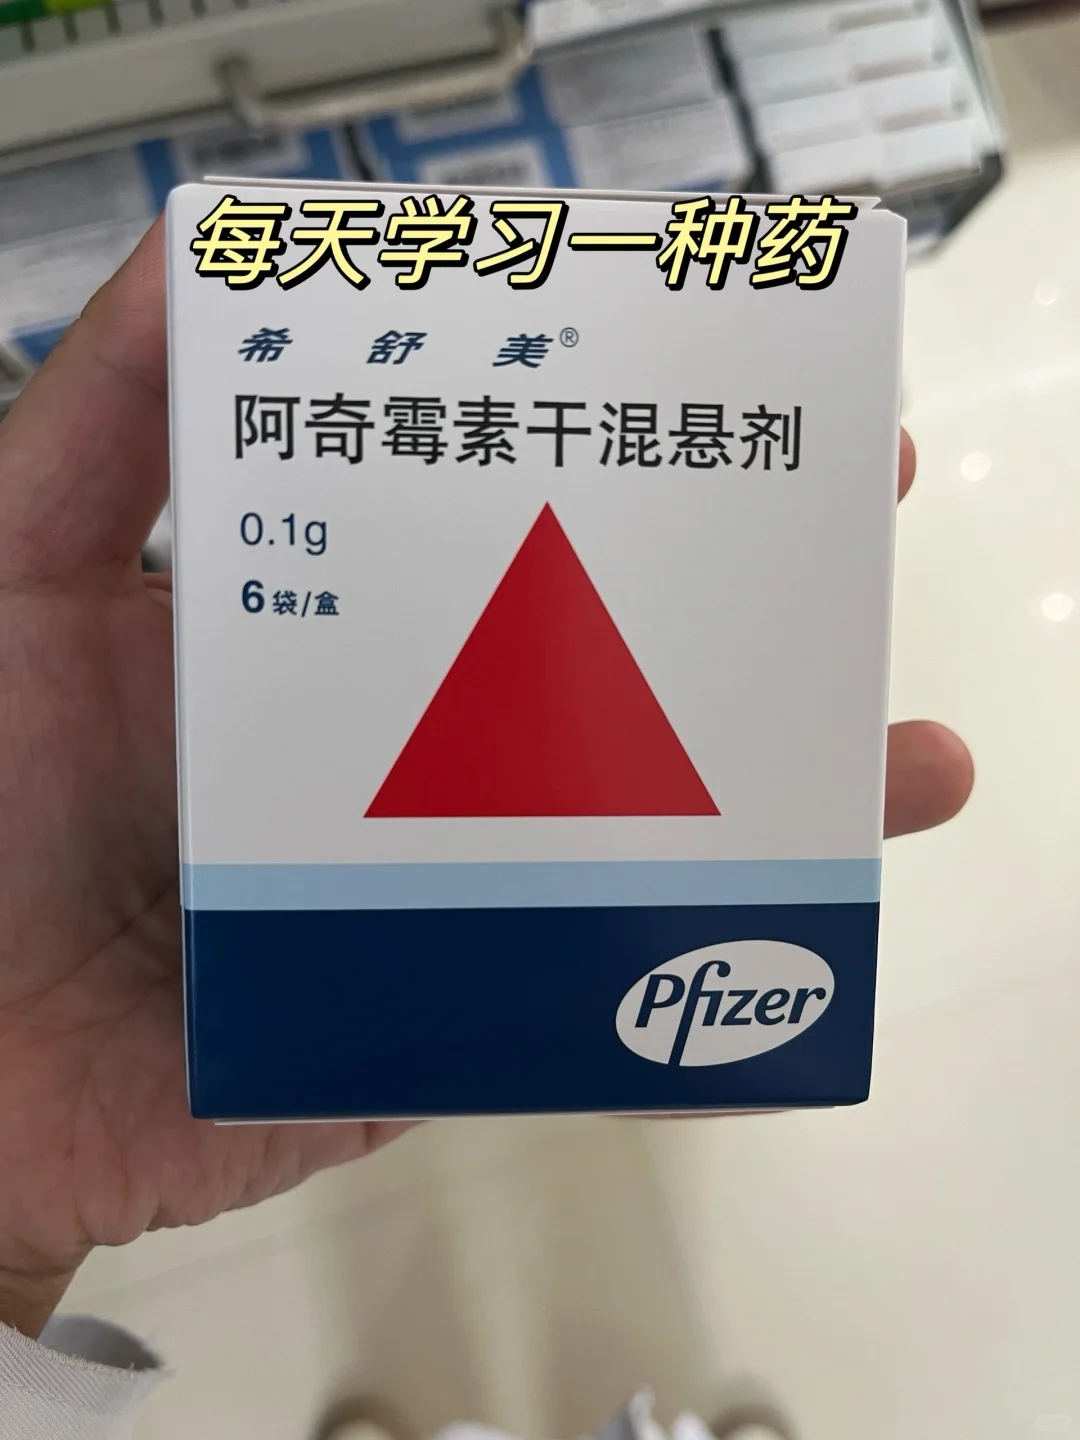 每天学习一种药
希舒美®
阿奇霉素干混悬剂
0.1g
6袋/盒
Pfizer